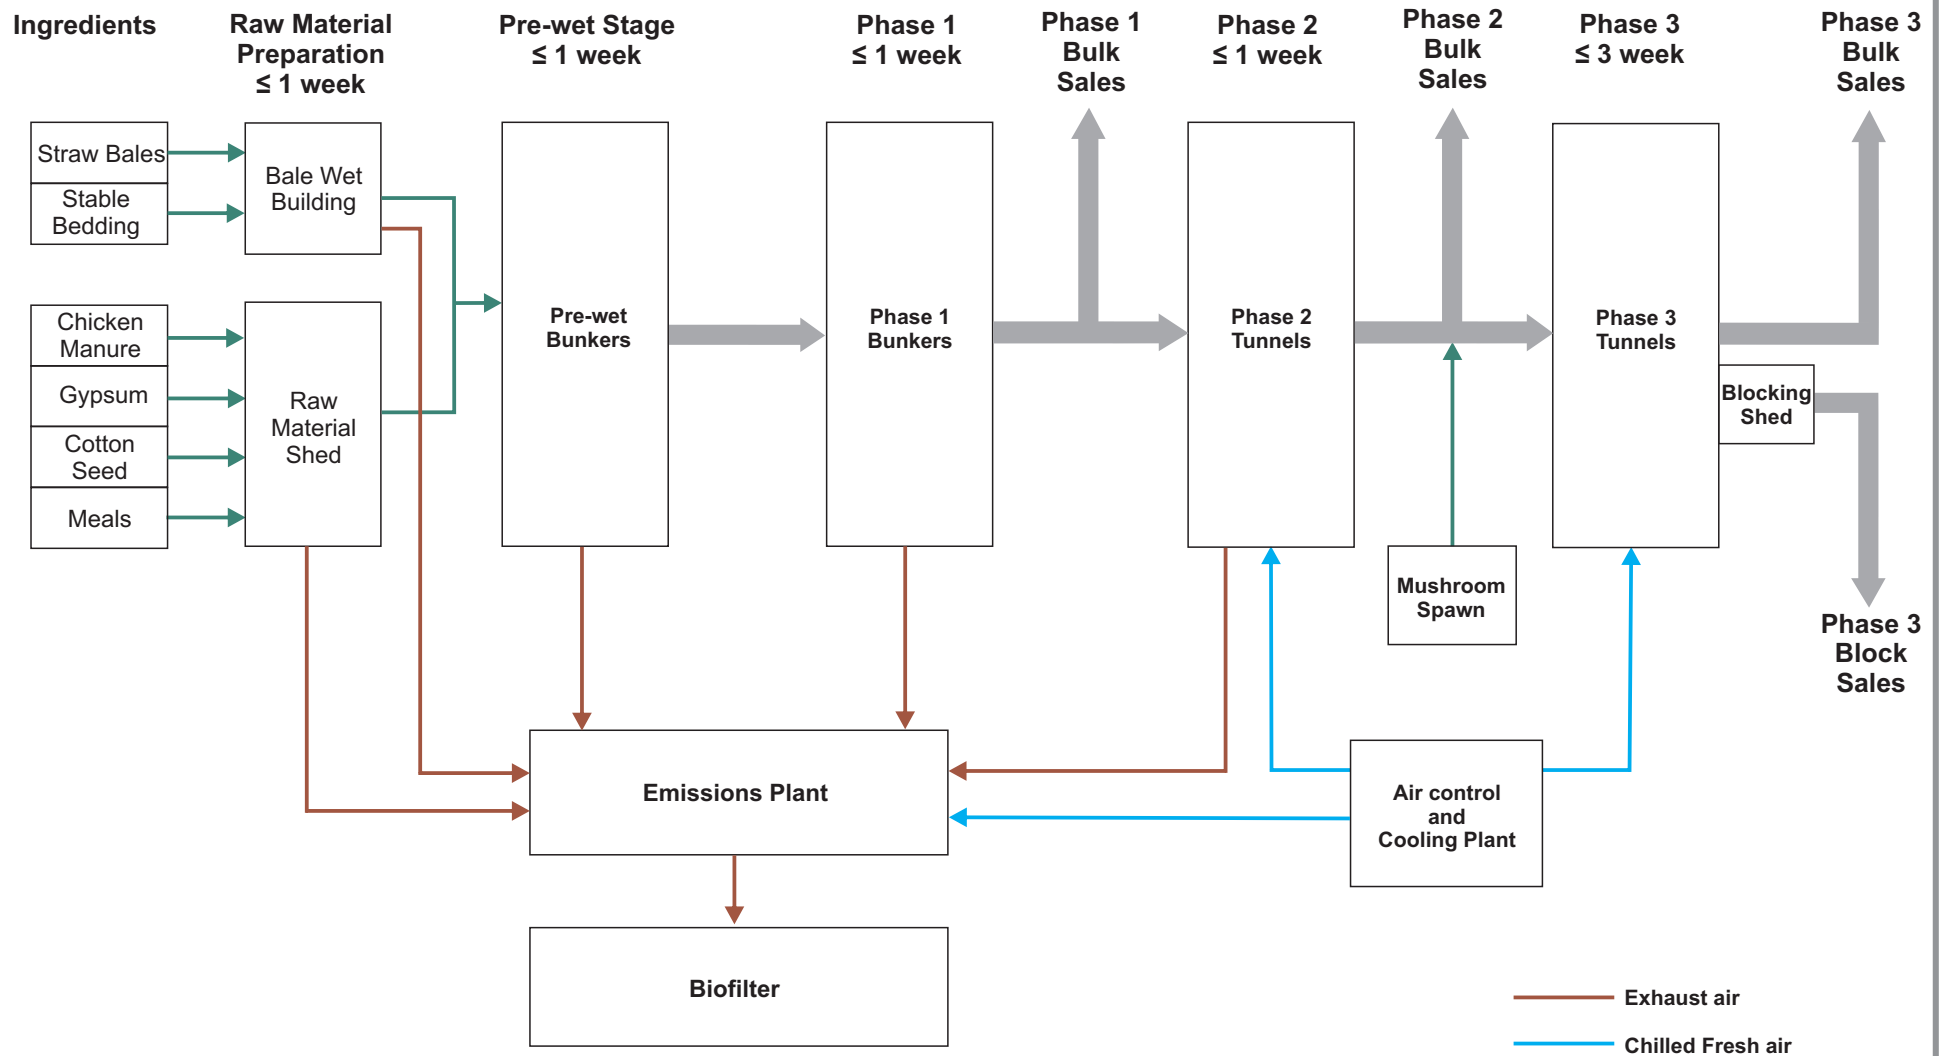 Ingredients
Raw Material
Preparation
≤ 1 week
Pre-wet Stage
≤ 1 week
Phase 1
≤ 1 week
Phase 1
Bulk
Sales
Phase 2
≤ 1 week
Phase 2
Bulk
Sales
Phase 3
≤ 3 week
Phase 3
Bulk
Sales
Straw Bales
Stable
Bedding
Bale Wet
Building
Chicken
Manure
Gypsum
Cotton
Seed
Meals
Raw
Material
Shed
Pre-wet
Bunkers
Phase 1
Bunkers
Phase 2
Tunnels
Phase 3
Tunnels
Blocking
Shed
Mushroom
Spawn
Phase 3
Block
Sales
Emissions Plant
Air control
and
Cooling Plant
Biofilter
Exhaust air
Chilled Fresh air